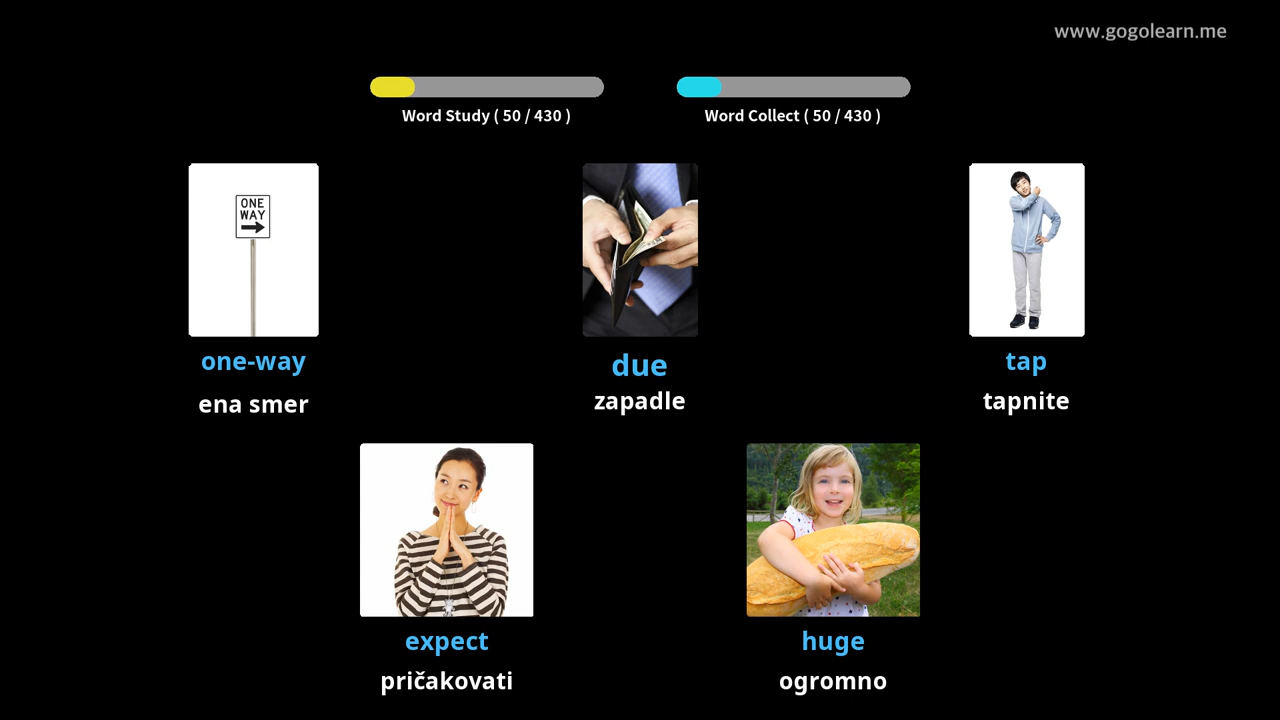 www.gogolearn.me
Word Study ( 50 / 430 )
Word Collect ( 50 / 430 )
ONE
WAY
one-way
ena smer
due
zapadle
tap
tapnite
expect
pričakovati
huge
ogromno